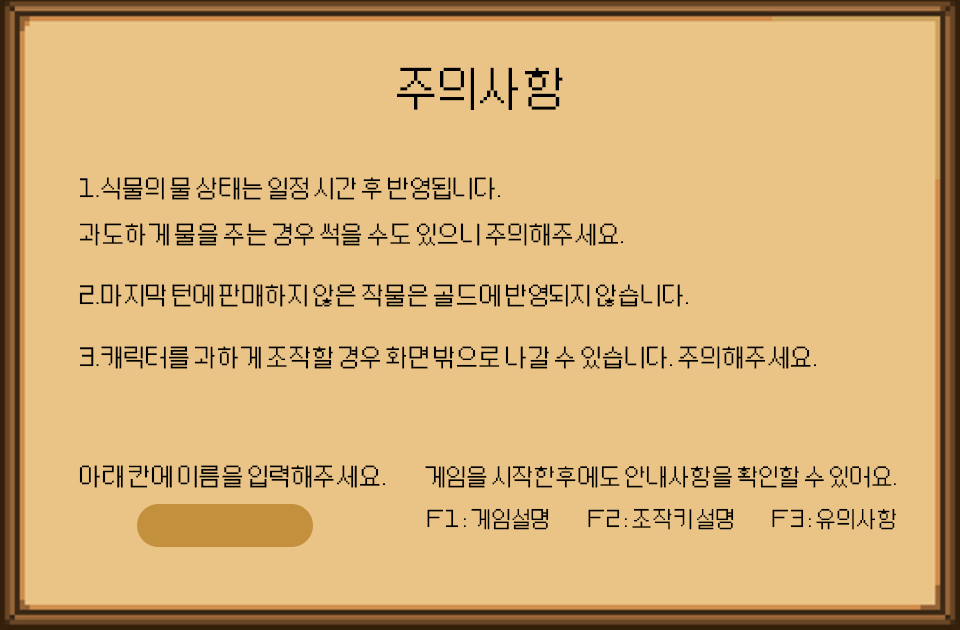 주의사항
1.식물의 물 상태는 일정 시간 후 반영됩니다.
과도하게 물을 주는 경우 썩을 수도 있으니 주의해주세요.
2.마지막 턴에 판매하지 않은 작물은 골드에 반영되지 않습니다.
3.캐릭터를 과하게 조작할 경우 화면 밖으로 나갈 수 있습니다. 주의해주세요.
아래 칸에 이름을 입력해주세요.
게임을 시작한후에도 안내사항을 확인할 수 있어요.
F1 : 게임설명 F2 : 조작키 설명 F3 : 유의사항